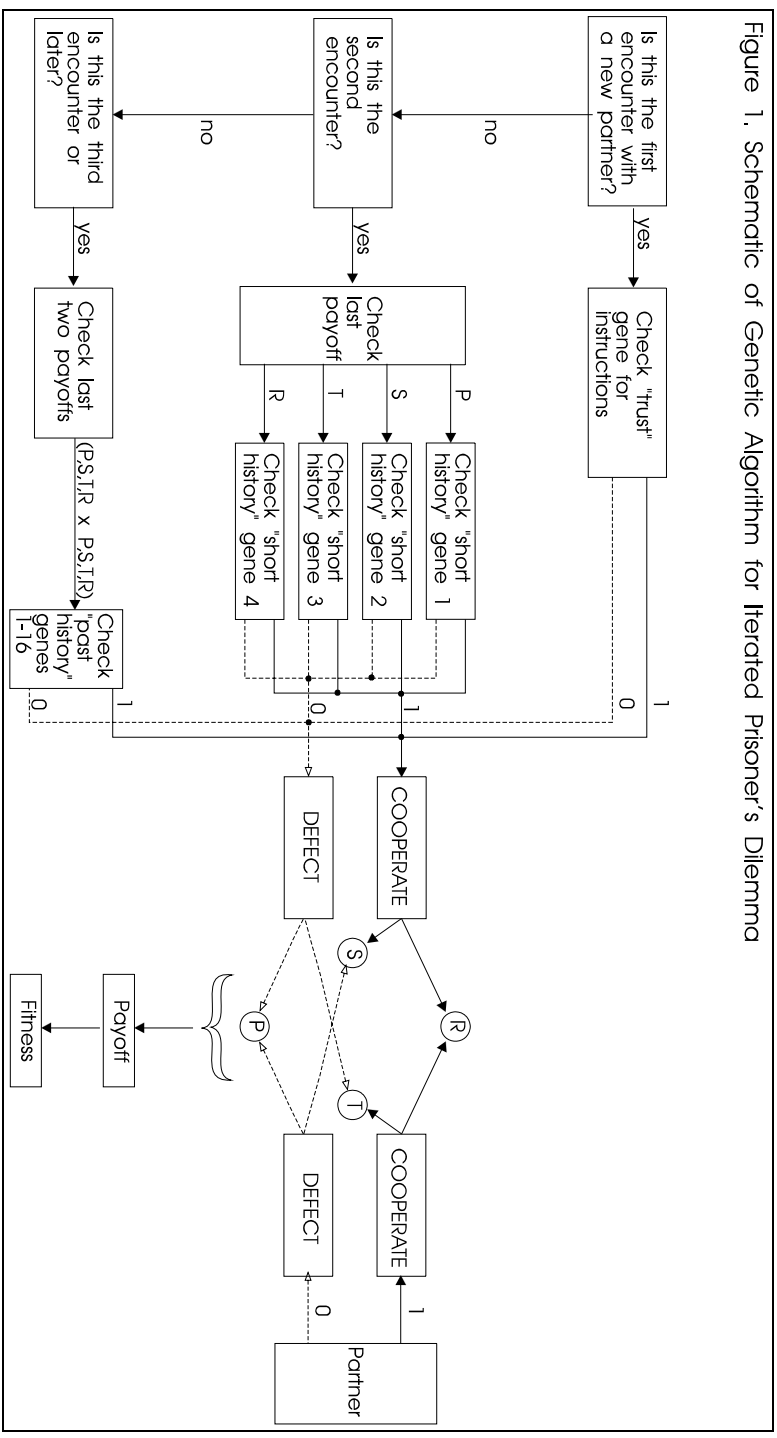 Figure 1. Schematic of Genetic Algorithm for Iterated Prisoner's Dilemma
Is this the first
encounter with
a new partner?
yes
Check "trust"
gene for
instructions
1
0
no
Is this the
second
encounter?
yes
Check
last
payoff
P
S
T
R
Check "short
history" gene 1
Check "short
history" gene 2
Check "short
history" gene 3
Check "short
history" gene 4
1
0
no
Is this the third
encounter or
later?
yes
Check last
two payoffs
(P,S,T,R x P,S,T,R)
Check
"past
history"
genes
1-16
1
0
COOPERATE
DEFECT
R
S
T
P
COOPERATE
DEFECT
1
0
Partner
Payoff
Fitness